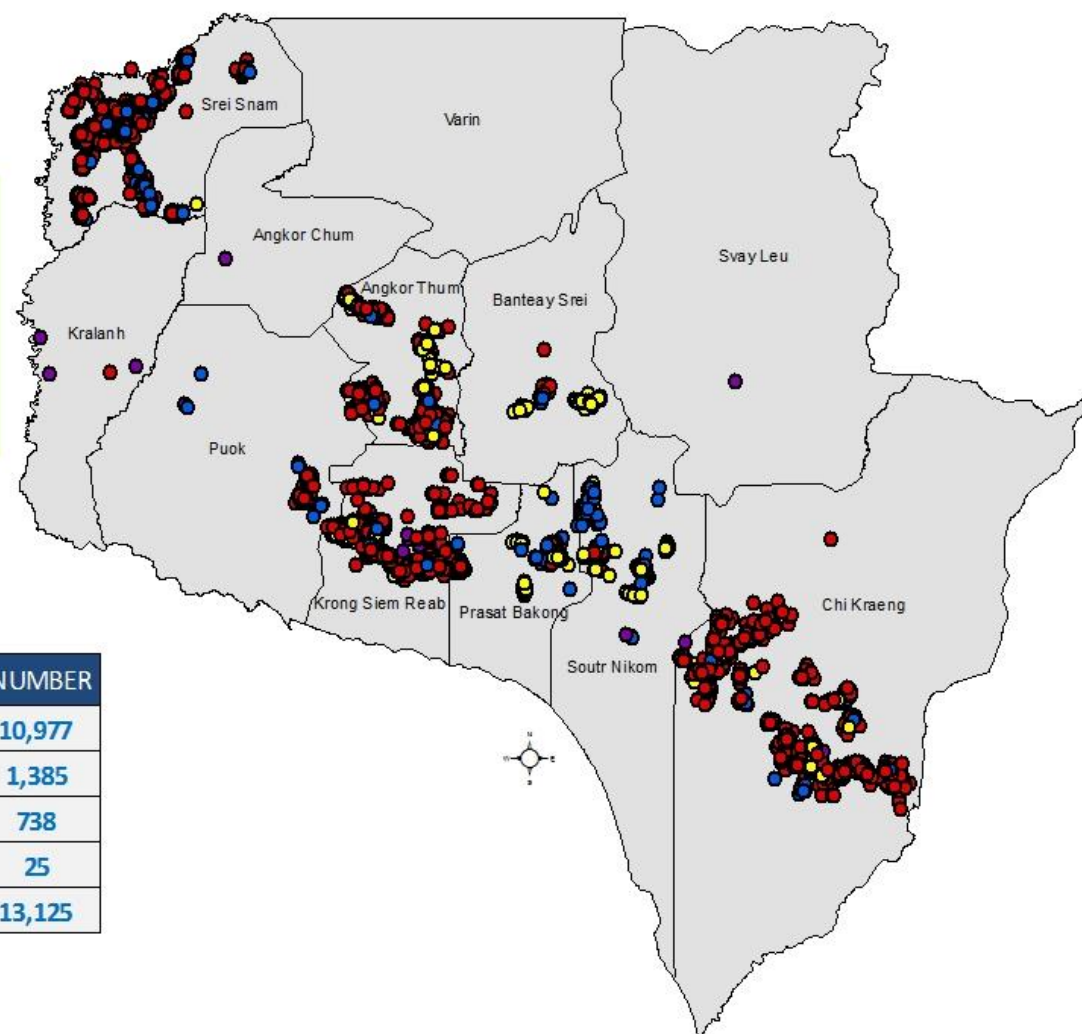 Srei Snam
Varin
Angkor Chum
Svay Leu
Angkor Thum
Banteay Srei
Kralanh
Puok
Krong Siem Reab
Prasat Bakong
Chi Kraeng
Soutr Nikom
NUMBER
10,977
1,385
738
25
13,125